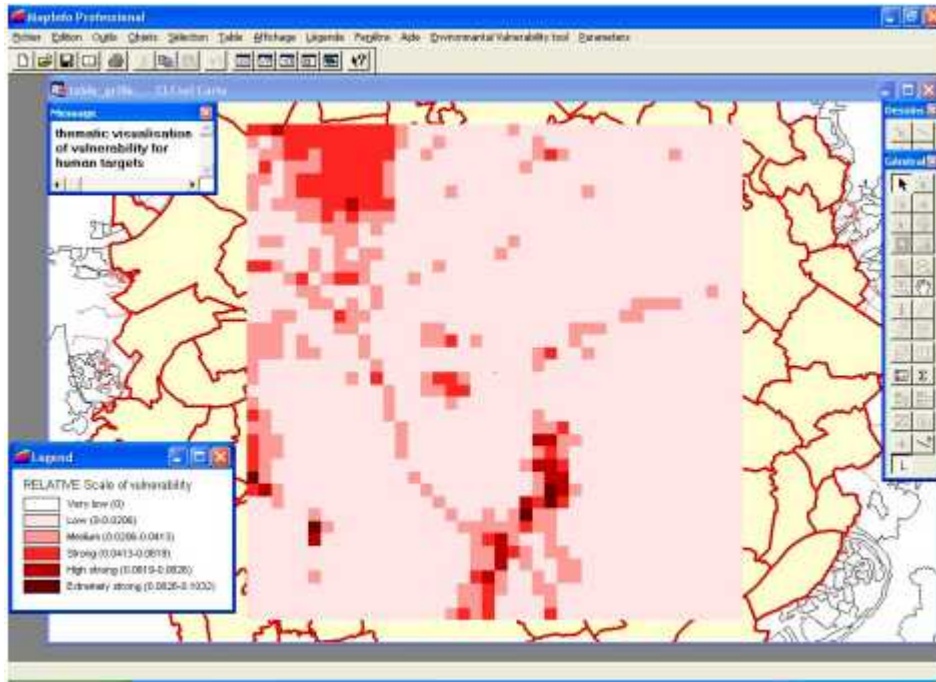 MapInfo Professional
Fichier Edition Outils Objets Sélection Table Affichage Légende Fenêtre Aide Environmental Vulnerability tool Parameters
Message
thematic visualisation
of vulnerability for
human targets
Dessins
Général
Legend
RELATIVE Scale of vulnerability
Very low (0)
Low (0-0.0206)
Medium (0.0206-0.0413)
Strong (0.0413-0.0619)
High strong (0.0619-0.0826)
Extremely strong (0.0826-0.1032)